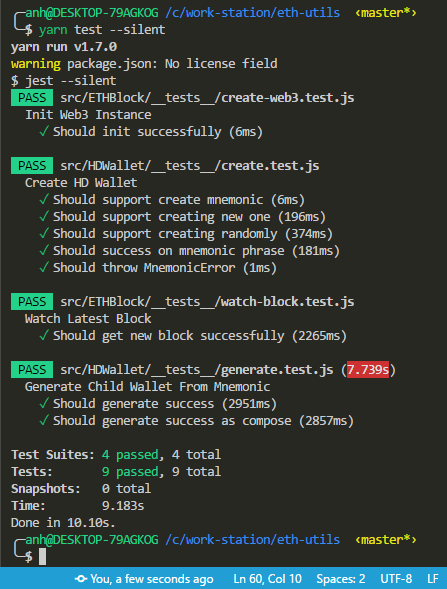 anh@DESKTOP-79AGKOG /c/work-station/eth-utils ‹master*›
$ yarn test --silent
yarn run v1.7.0
warning package.json: No license field
$ jest --silent
PASS src/ETHBlock/__tests__/create-web3.test.js
Init Web3 Instance
✓ Should init successfully (6ms)
PASS src/HDWallet/__tests__/create.test.js
Create HD Wallet
✓ Should support create mnemonic (6ms)
✓ Should support creating new one (196ms)
✓ Should support creating randomly (374ms)
✓ Should success on mnemonic phrase (181ms)
✓ Should throw MnemonicError (1ms)
PASS src/ETHBlock/__tests__/watch-block.test.js
Watch Latest Block
✓ Should get new block successfully (2265ms)
PASS src/HDWallet/__tests__/generate.test.js (7.739s)
Generate Child Wallet From Mnemonic
✓ Should generate success (2951ms)
✓ Should generate success as compose (2857ms)
Test Suites: 4 passed, 4 total
Tests: 9 passed, 9 total
Snapshots: 0 total
Time: 9.183s
Done in 10.10s.
anh@DESKTOP-79AGKOG /c/work-station/eth-utils ‹master*›
$
You, a few seconds ago Ln 60, Col 10 Spaces: 2 UTF-8 LF